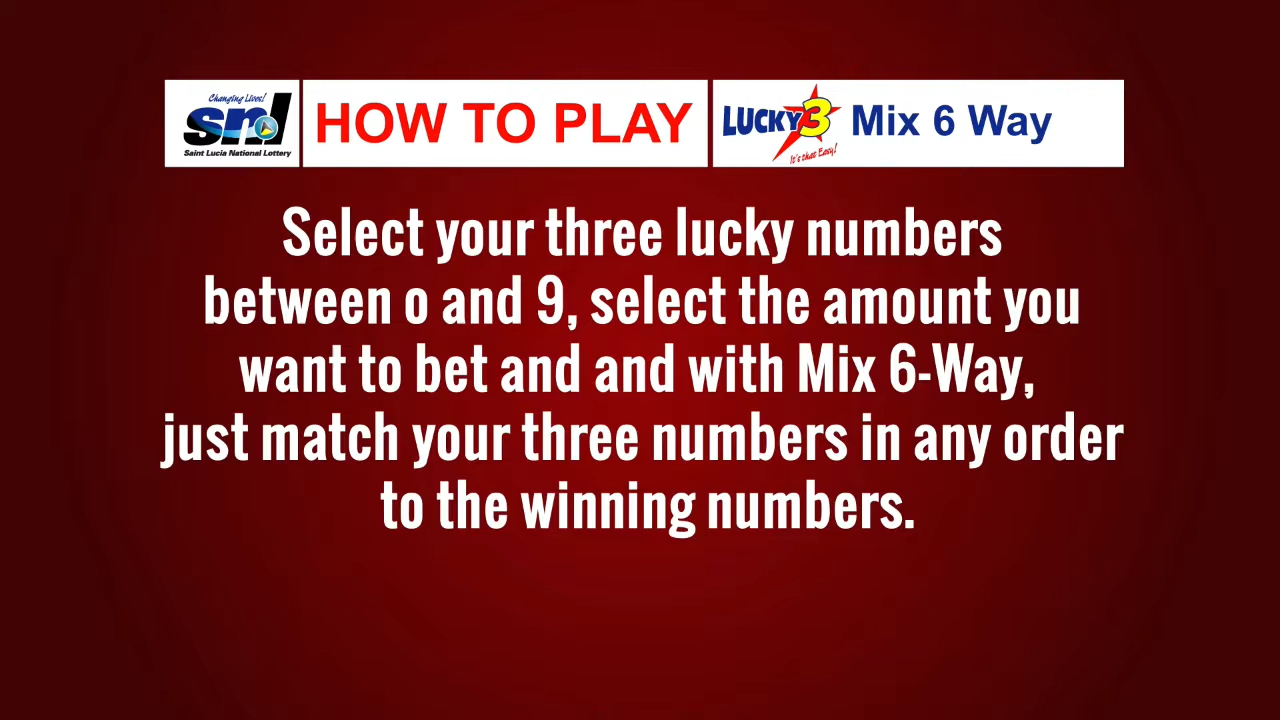 Changing Lives!
snl
Saint Lucia National Lottery
HOW TO PLAY
LUCKY 3
It's that Easy!
Mix 6 Way
Select your three lucky numbers
between o and 9, select the amount you
want to bet and and with Mix 6-Way,
just match your three numbers in any order
to the winning numbers.